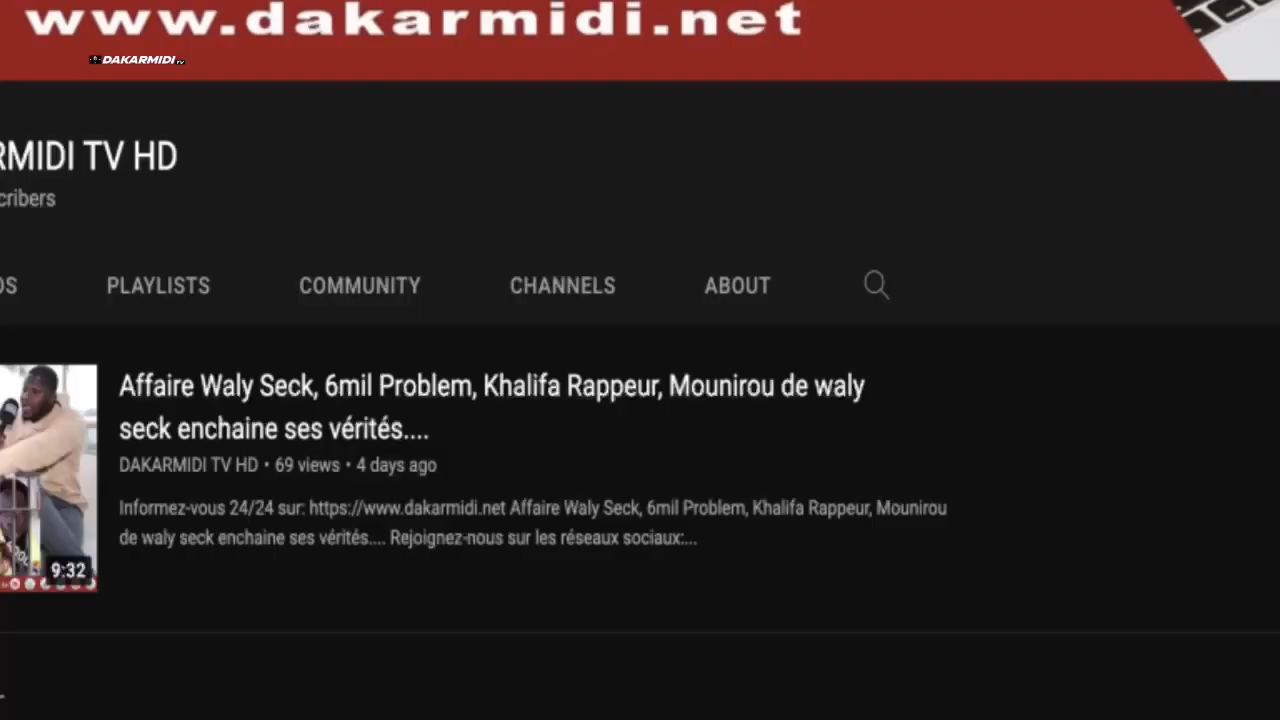 www.dakarmidi.net
DAKARMIDI TV
RMIDI TV HD
cribers
OS
PLAYLISTS
COMMUNITY
CHANNELS
ABOUT
Affaire Waly Seck, 6mil Problem, Khalifa Rappeur, Mounirou de waly
seck enchaine ses vérités....
DAKARMIDI TV HD • 69 views • 4 days ago
Informez-vous 24/24 sur: https://www.dakarmidi.net Affaire Waly Seck, 6mil Problem, Khalifa Rappeur, Mounirou
de waly seck enchaine ses vérités.... Rejoignez-nous sur les réseaux sociaux:...
9:32